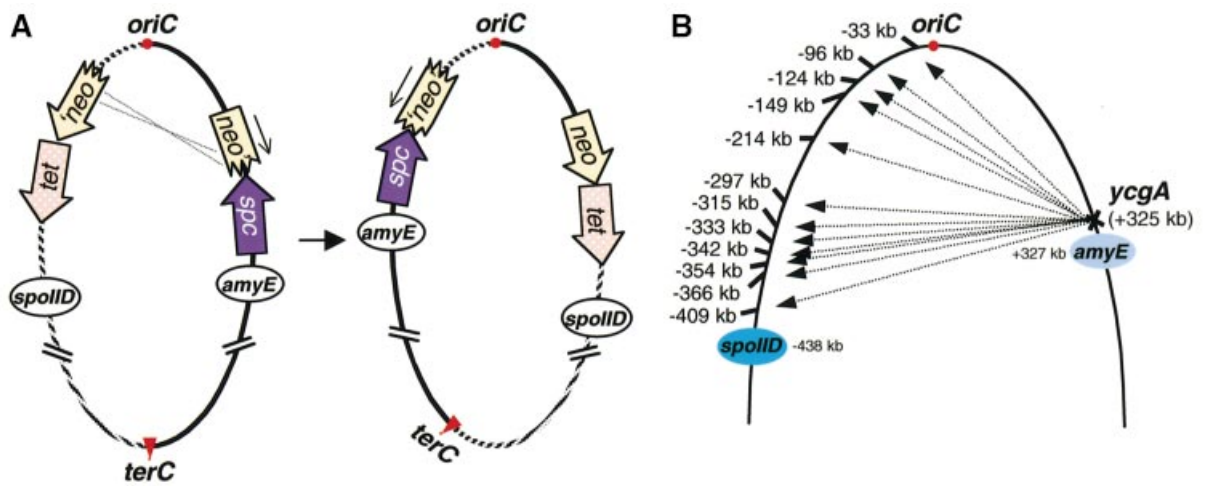 A
oriC
'neo
tet
spoIID
neo'
spc
amyE
terC
oriC
'neo
spc
amyE
neo
tet
spoIID
terC
B
oriC
-33 kb
-96 kb
-124 kb
-149 kb
-214 kb
-297 kb
-315 kb
-333 kb
-342 kb
-354 kb
-366 kb
-409 kb
spoIID -438 kb
ycgA
(+325 kb)
+327 kb amyE